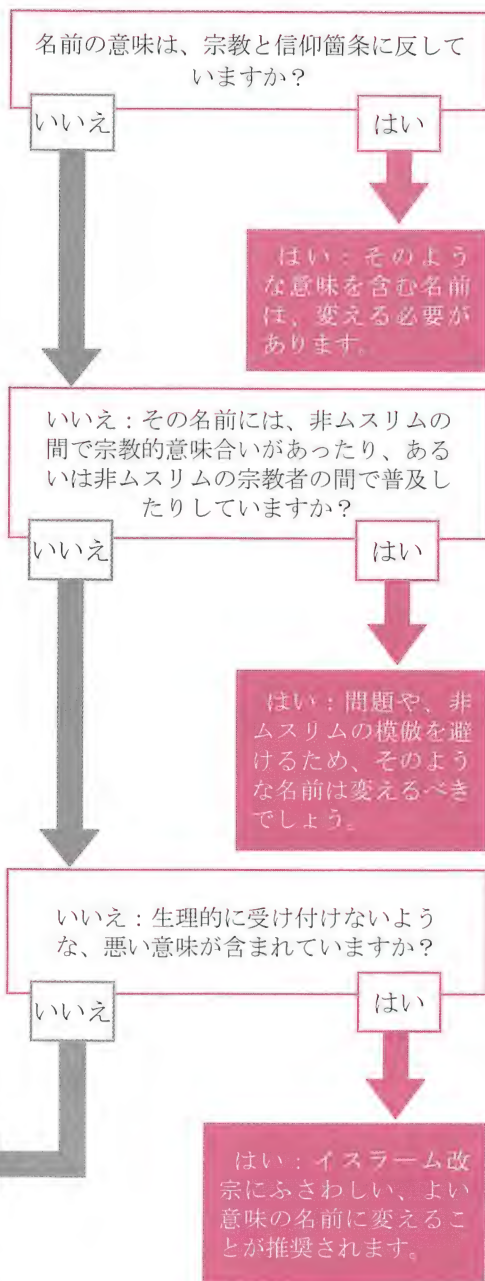 名前の意味は、宗教と信仰箇条に反して
いますか？
いいえ
はい
はい：そのよう
な意味を含む名前
は、変える必要が
あります。
いいえ：その名前には、非ムスリムの
間で宗教的意味合いがあったり、ある
いは非ムスリムの宗教者の間で普及し
たりしていますか？
いいえ
はい
はい：問題や、非
ムスリムの模倣を避
けるため、そのよう
な名前は変えるべき
でしょう。
いいえ：生理的に受け付けないよう
な、悪い意味が含まれていますか？
いいえ
はい
はい：イスラーム改
宗にふさわしい、よい
意味の名前に変えるこ
とが推奨されます。